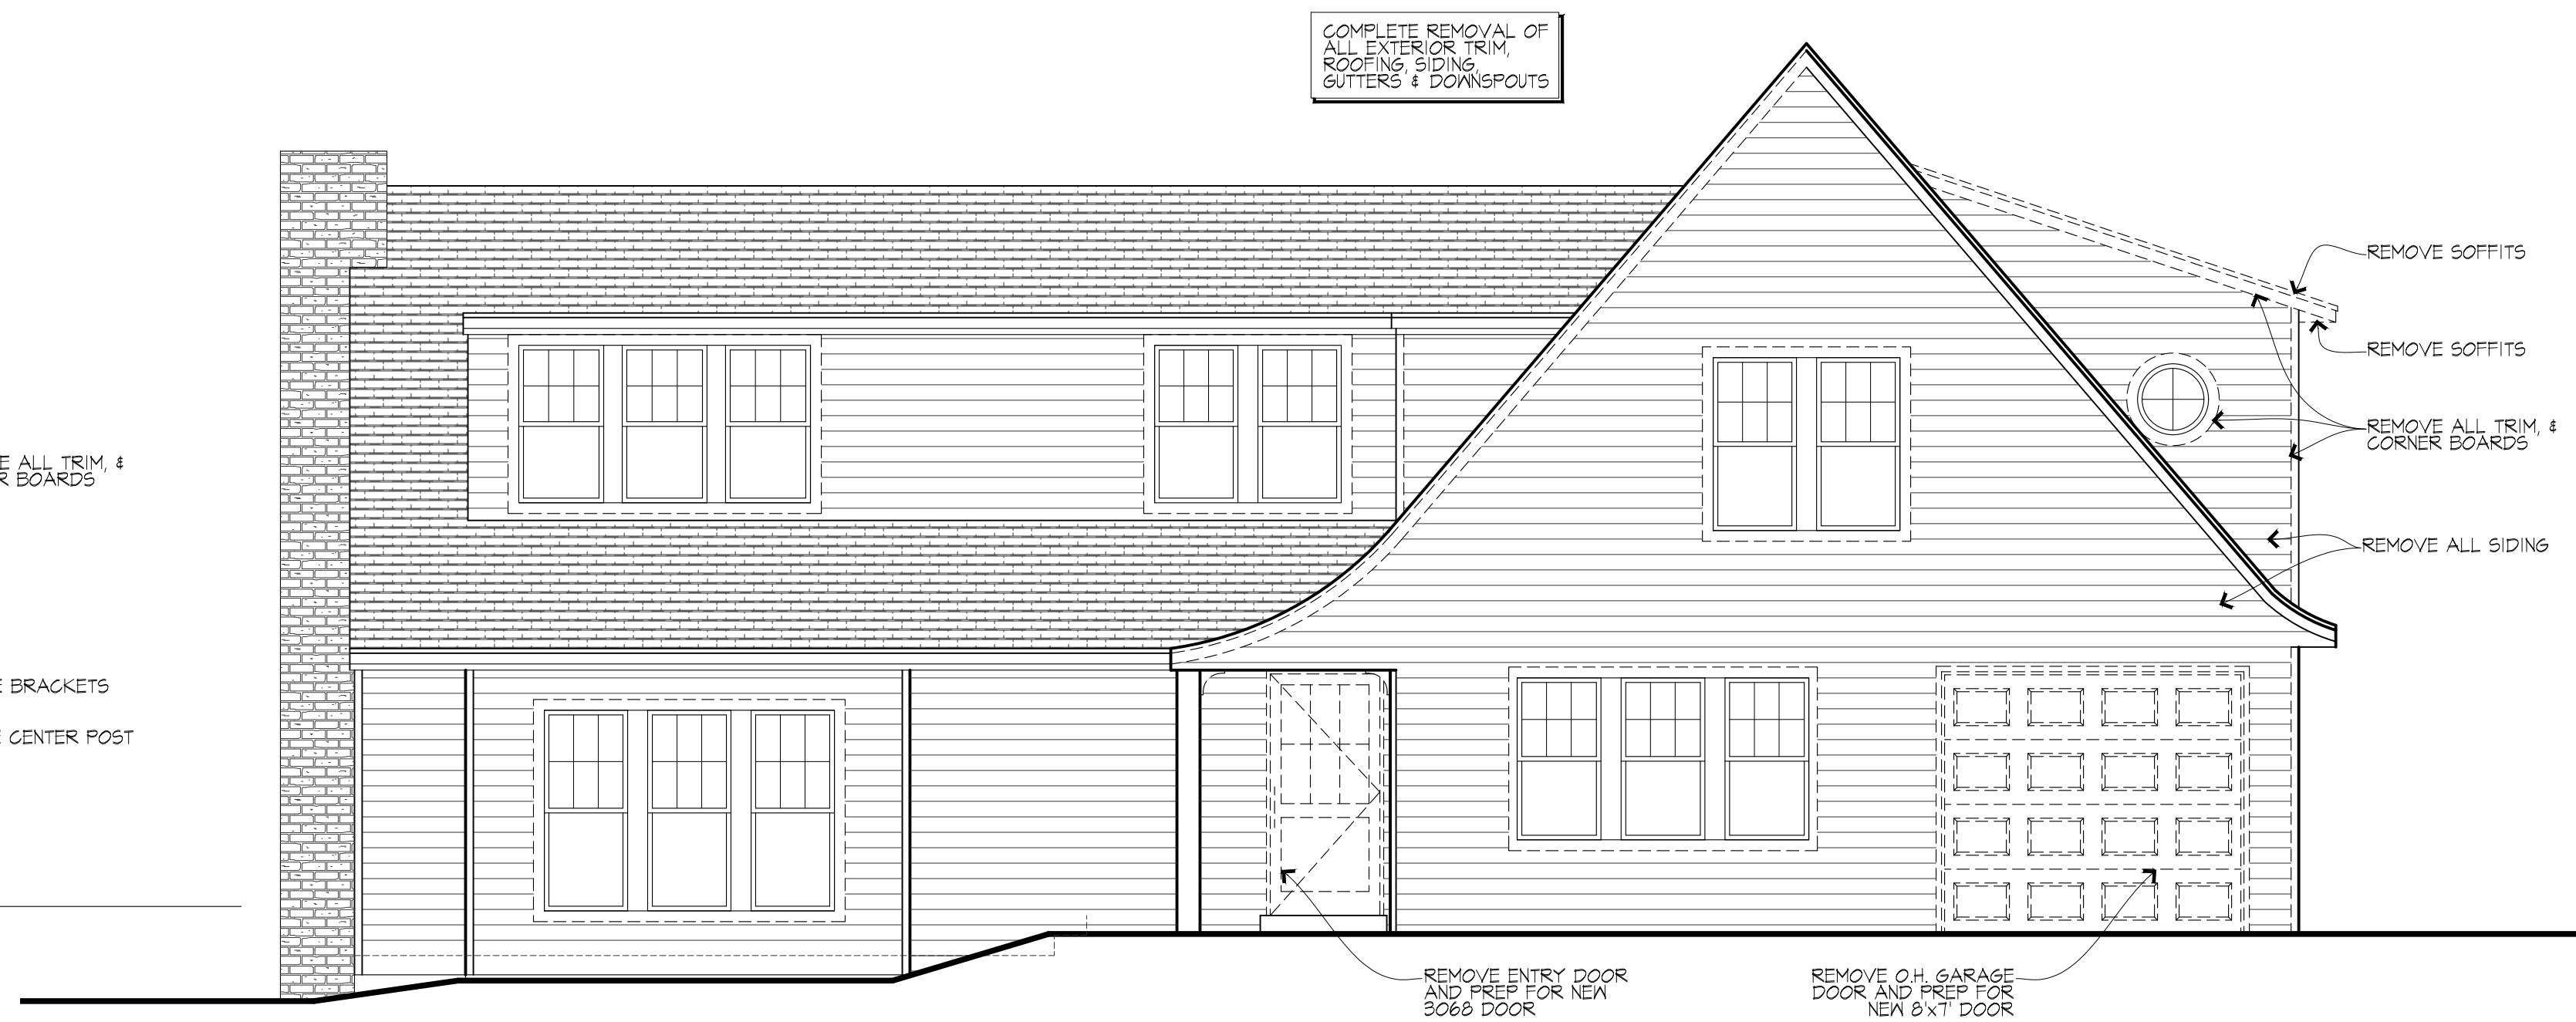 COMPLETE REMOVAL OF
ALL EXTERIOR TRIM,
ROOFING, SIDING,
GUTTERS & DOWNSPOUTS
REMOVE SOFFITS
REMOVE SOFFITS
REMOVE ALL TRIM, &
CORNER BOARDS
REMOVE ALL SIDING
E ALL TRIM, &
R BOARDS
E BRACKETS
E CENTER POST
REMOVE ENTRY DOOR
AND PREP FOR NEW
3068 DOOR
REMOVE O.H. GARAGE
DOOR AND PREP FOR
NEW 8'x7' DOOR